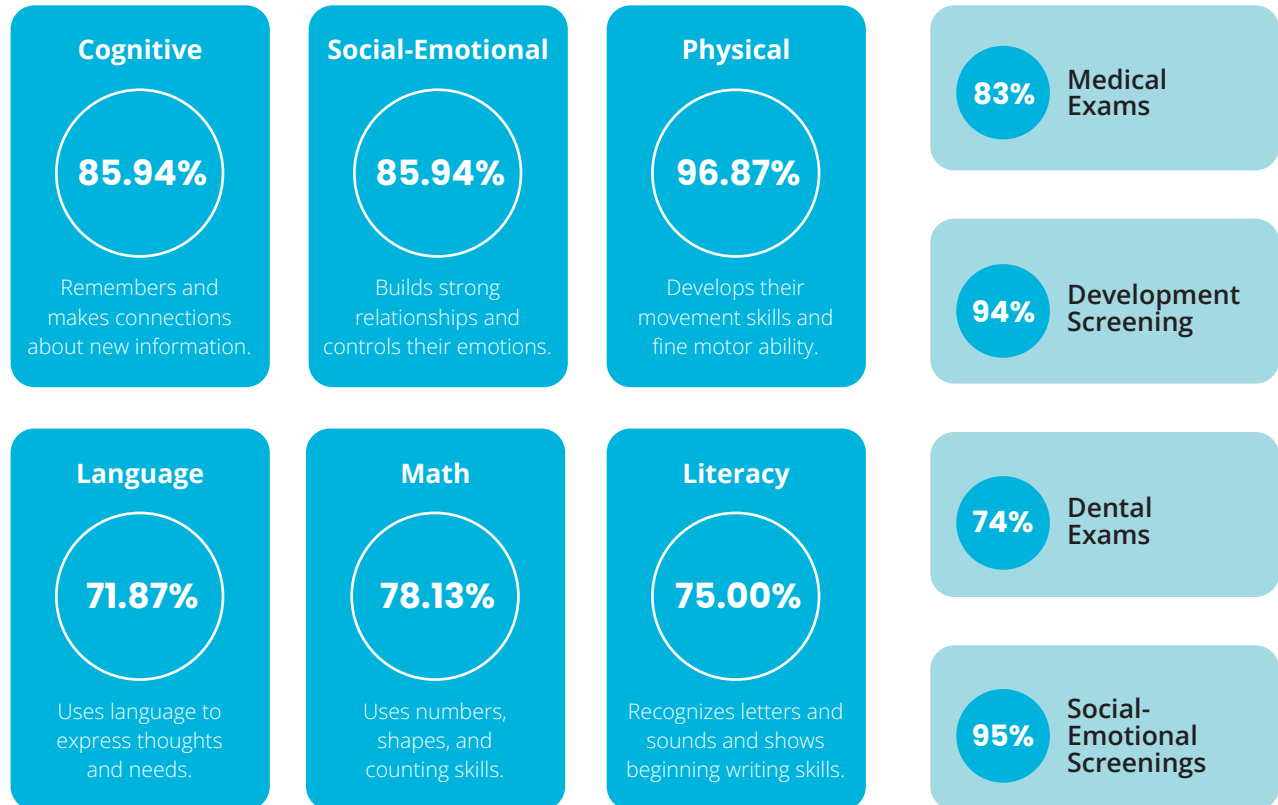 Cognitive
85.94%
Remembers and
makes connections
about new information.
Social-Emotional
85.94%
Builds strong
relationships and
controls their emotions.
Physical
96.87%
Develops their
movement skills and
fine motor ability.
Language
71.87%
Uses language to
express thoughts
and needs.
Math
78.13%
Uses numbers,
shapes, and
counting skills.
Literacy
75.00%
Recognizes letters and
sounds and shows
beginning writing skills.
83%
Medical
Exams
94%
Development
Screening
74%
Dental
Exams
95%
Social-
Emotional
Screenings